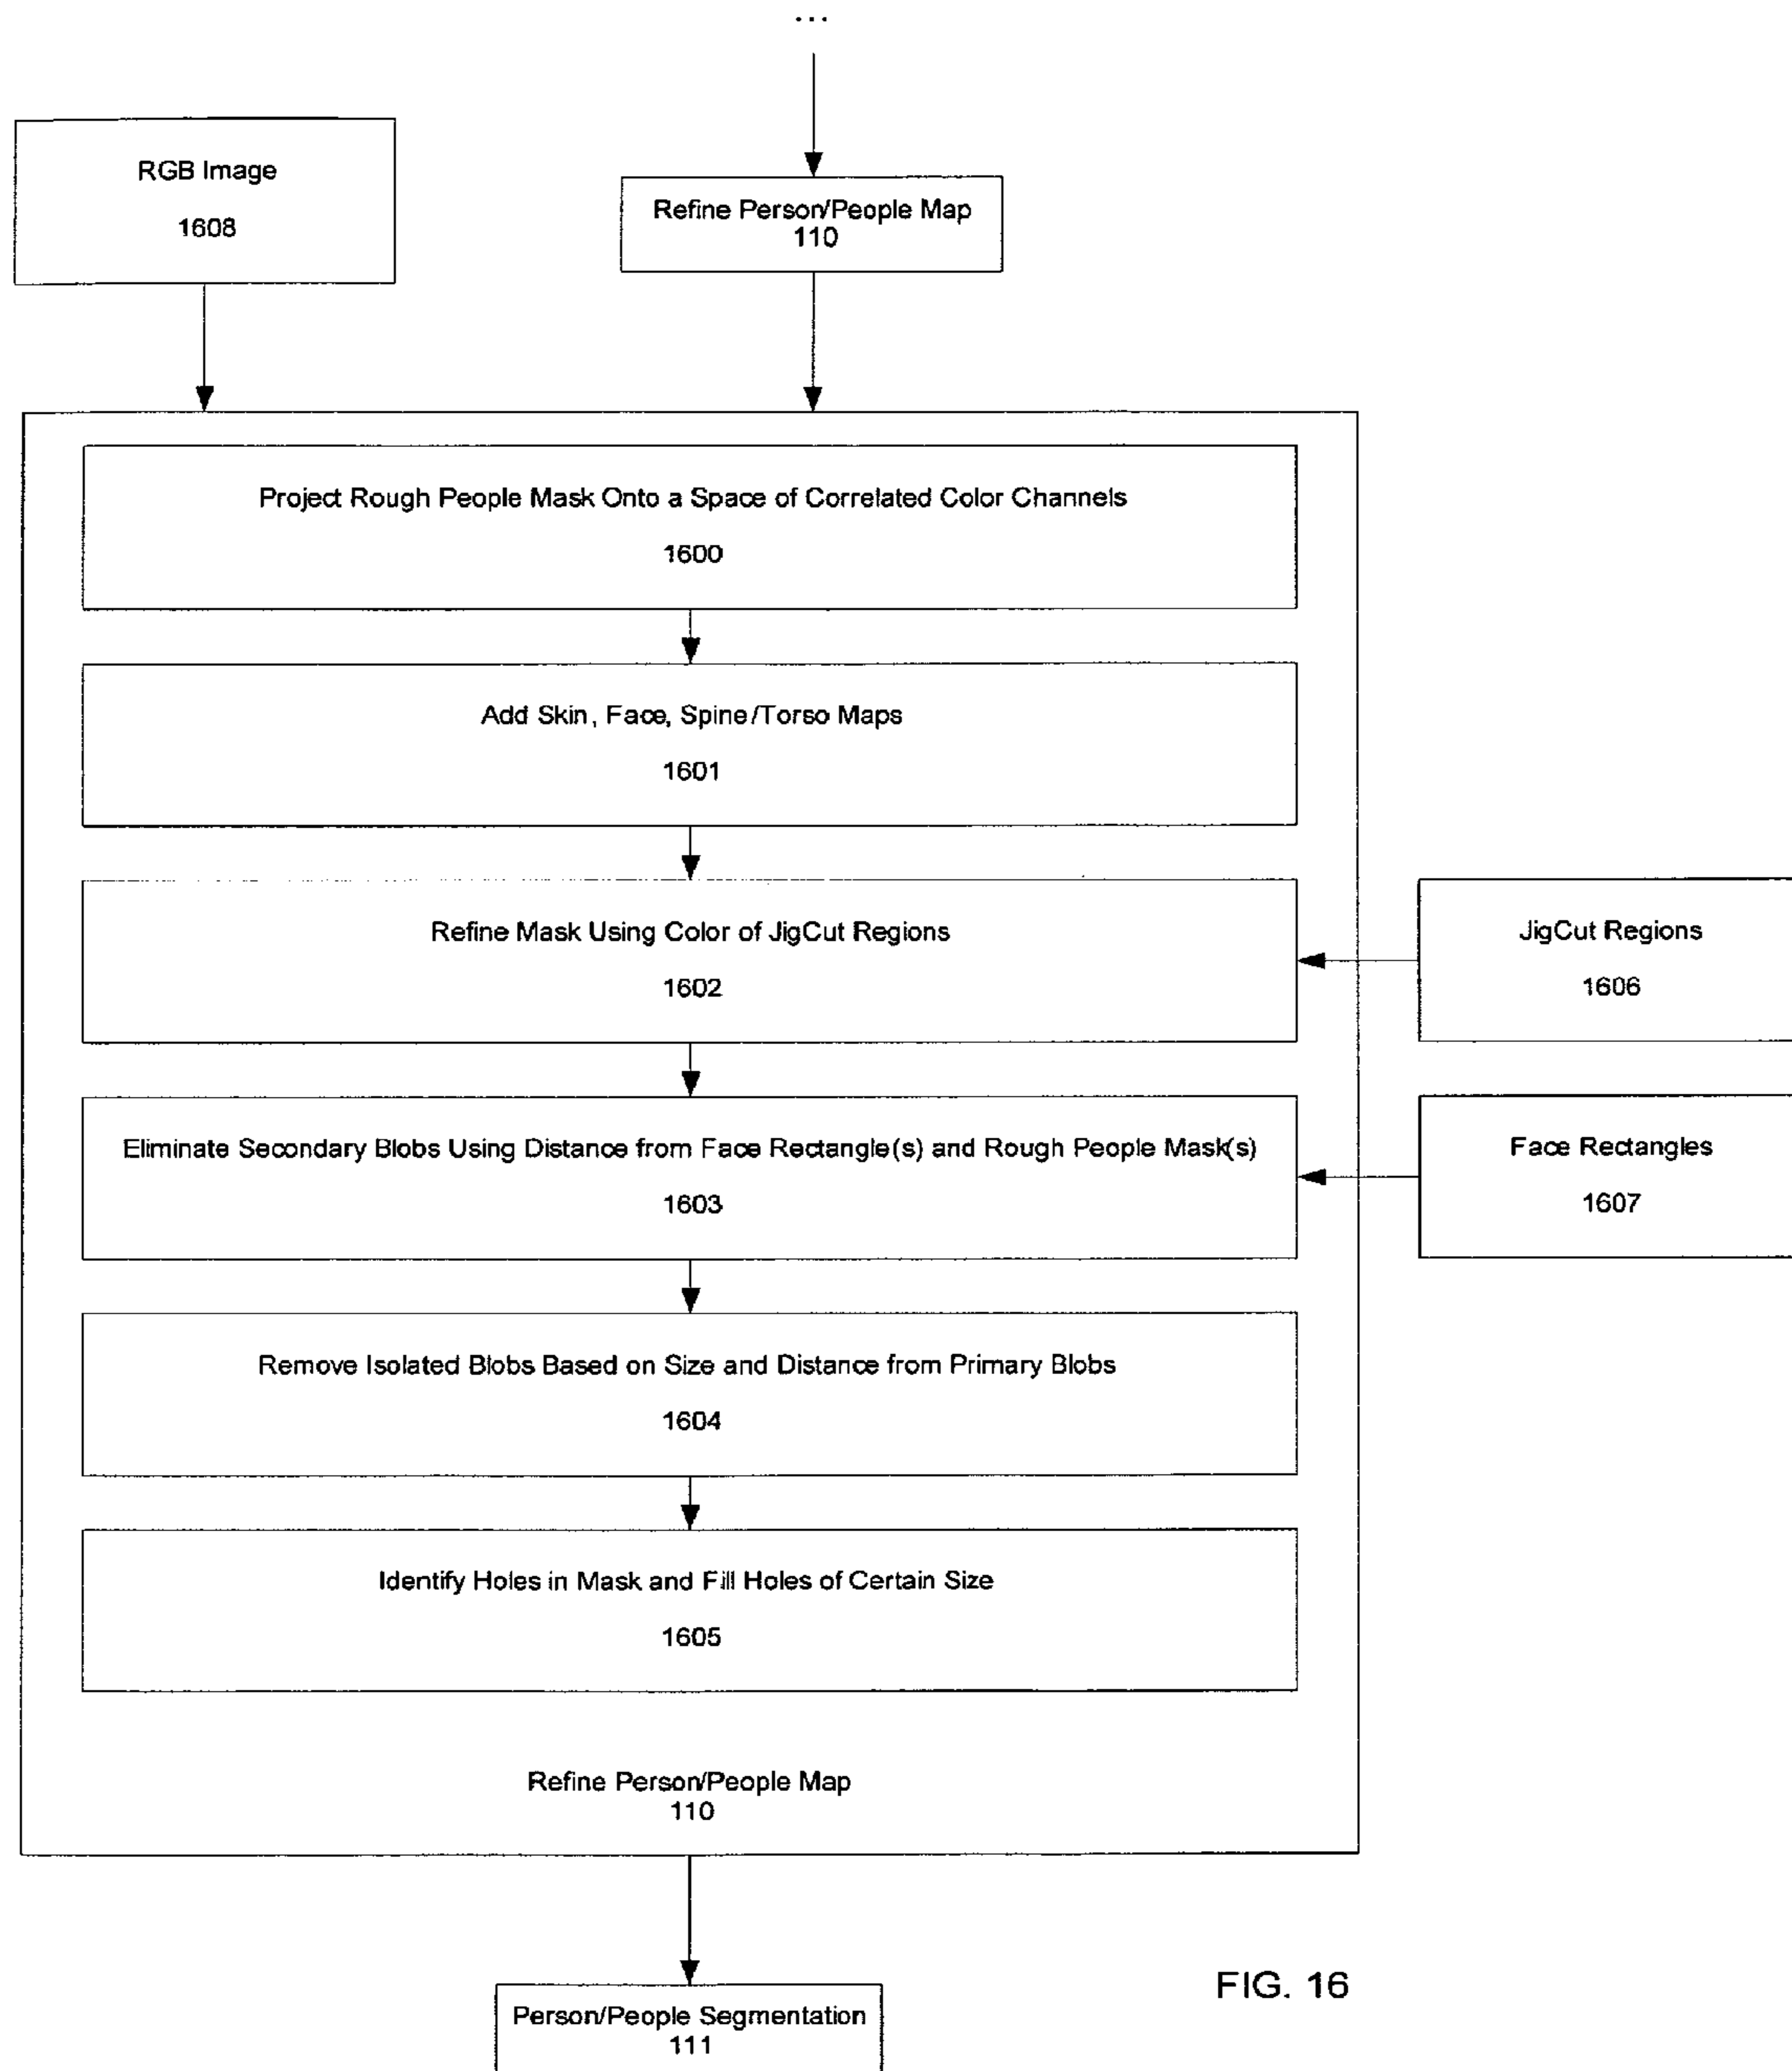 ...
RGB Image
1608
Refine Person/People Map
110
Project Rough People Mask Onto a Space of Correlated Color Channels
1600
Add Skin, Face, Spine/Torso Maps
1601
Refine Mask Using Color of JigCut Regions
1602
JigCut Regions
1606
Eliminate Secondary Blobs Using Distance from Face Rectangle(s) and Rough People Mask(s)
1603
Face Rectangles
1607
Remove Isolated Blobs Based on Size and Distance from Primary Blobs
1604
Identify Holes in Mask and Fill Holes of Certain Size
1605
Refine Person/People Map
110
Person/People Segmentation
111
FIG. 16